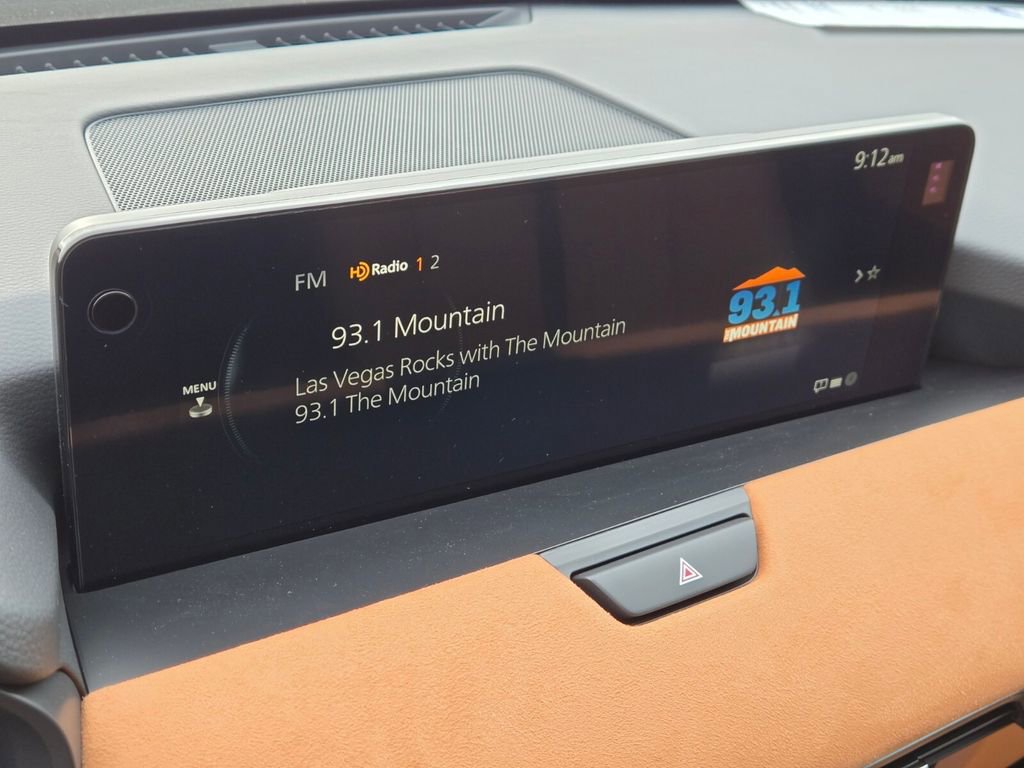 9:12am
FM HD Radio 1 2
93.1 Mountain
Las Vegas Rocks with The Mountain
93.1 The Mountain
MENU
93.1
THE MOUNTAIN